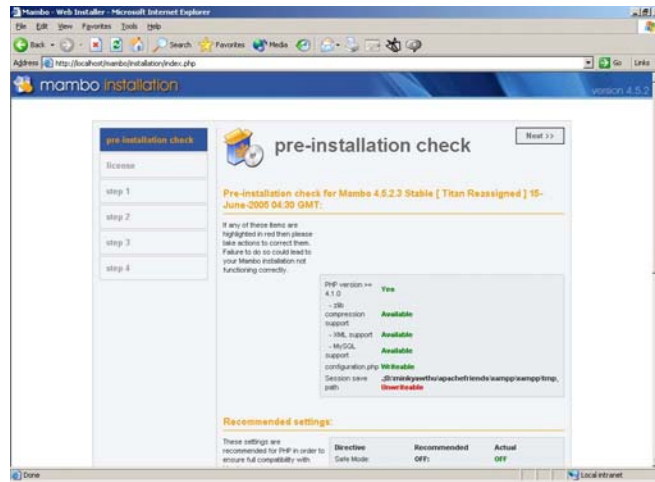 Mambo - Web Installer - Microsoft Internet Explorer
File Edit View Favorites Tools Help
Back Search Favorites Media
Address http://localhost/mambo/installation/index.php Go Links
mambo installation
version 4.5.2
pre-installation check
license
step 1
step 2
step 3
step 4
pre-installation check
Next >>
Pre-installation check for Mambo 4.5.2.3 Stable [ Titan Reassigned ] 15-
June-2005 04:30 GMT:
If any of these items are
highlighted in red then please
take actions to correct them.
Failure to do so could lead to
your Mambo installation not
functioning correctly.
PHP version >=
4.1.0 Yes
- zlib
compression Available
support
- XML support Available
- MySQL
support Available
configuration.php Writeable
Session save
path Unwriteable
Recommended settings:
These settings are
recommended for PHP in order to
ensure full compatibility with
Directive Recommended Actual
Safe Mode: OFF: OFF
Done
Local intranet